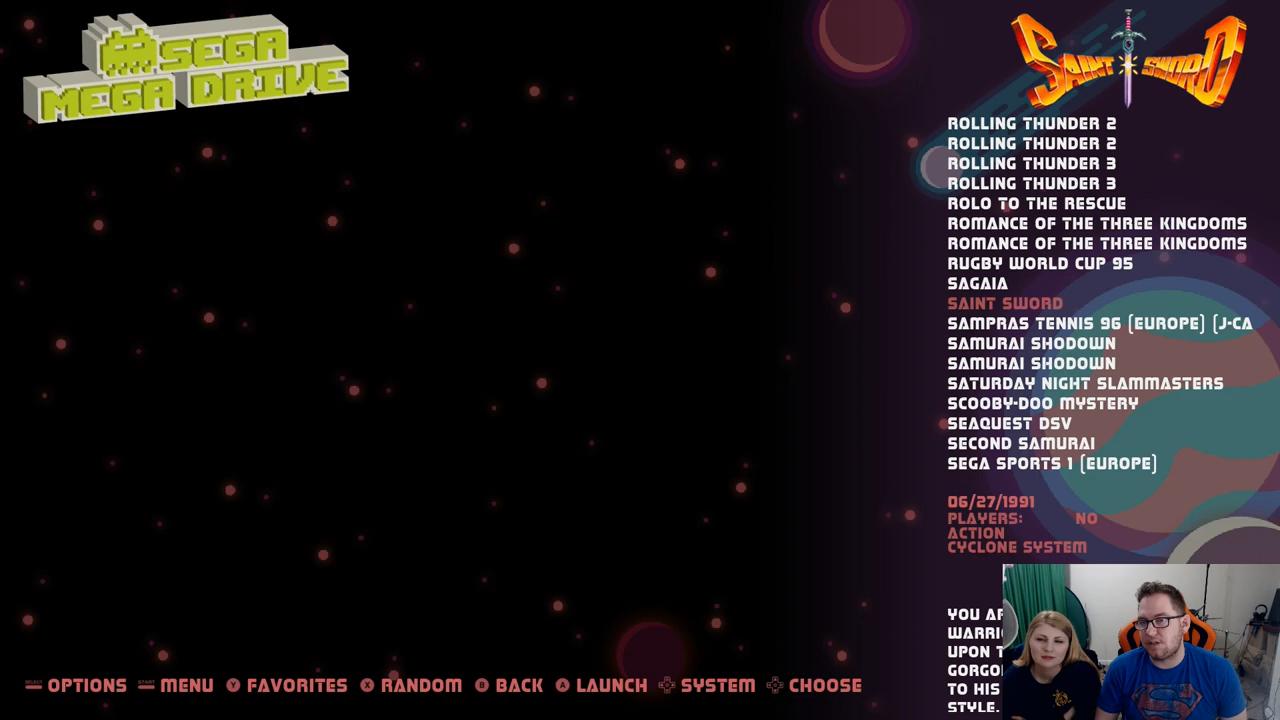 SEGA
MEGA DRIVE
SAINT SWORD
ROLLING THUNDER 2
ROLLING THUNDER 2
ROLLING THUNDER 3
ROLLING THUNDER 3
ROLO TO THE RESCUE
ROMANCE OF THE THREE KINGDOMS
ROMANCE OF THE THREE KINGDOMS
RUGBY WORLD CUP 95
SAGAIA
SAINT SWORD
SAMPRAS TENNIS 96 (EUROPE) (J-CA
SAMURAI SHODOWN
SAMURAI SHODOWN
SATURDAY NIGHT SLAMMASTERS
SCOOBY-DOO MYSTERY
SEAQUEST DSV
SECOND SAMURAI
SEGA SPORTS 1 (EUROPE)
06/27/1991
PLAYERS: NO
ACTION
CYCLONE SYSTEM
YOU
UPON
TO HIS
STYLE.
SELECT OPTIONS START MENU Y FAVORITES X RANDOM B BACK A LAUNCH SYSTEM CHOOSE